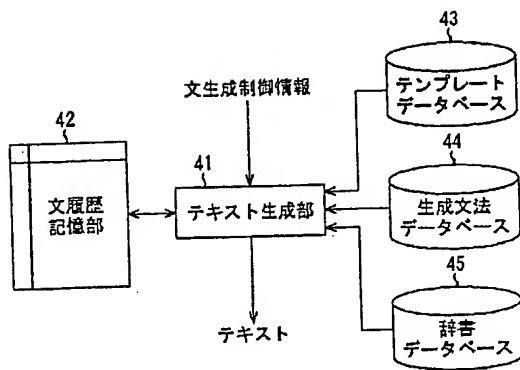 43
テンプレート
データベース
文生成制御情報
42
41
44
文履歴
記憶部
テキスト生成部
生成文法
データベース
45
テキスト
辞書
データベース